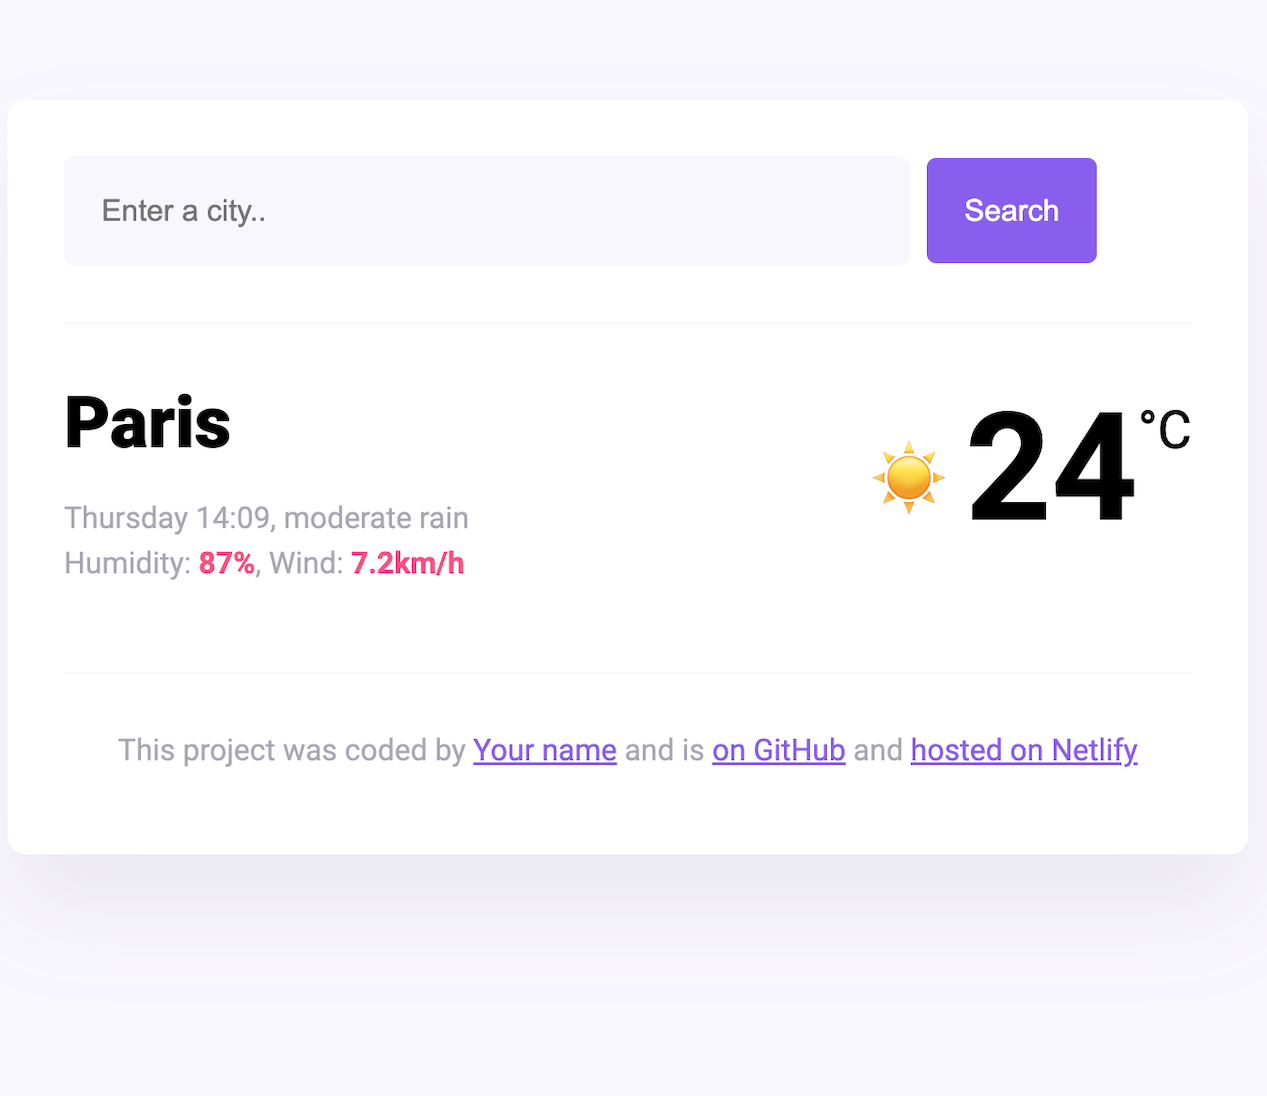 Enter a city..
Search
Paris
24°C
Thursday 14:09, moderate rain
Humidity: 87%, Wind: 7.2km/h
This project was coded by Your name and is on GitHub and hosted on Netlify